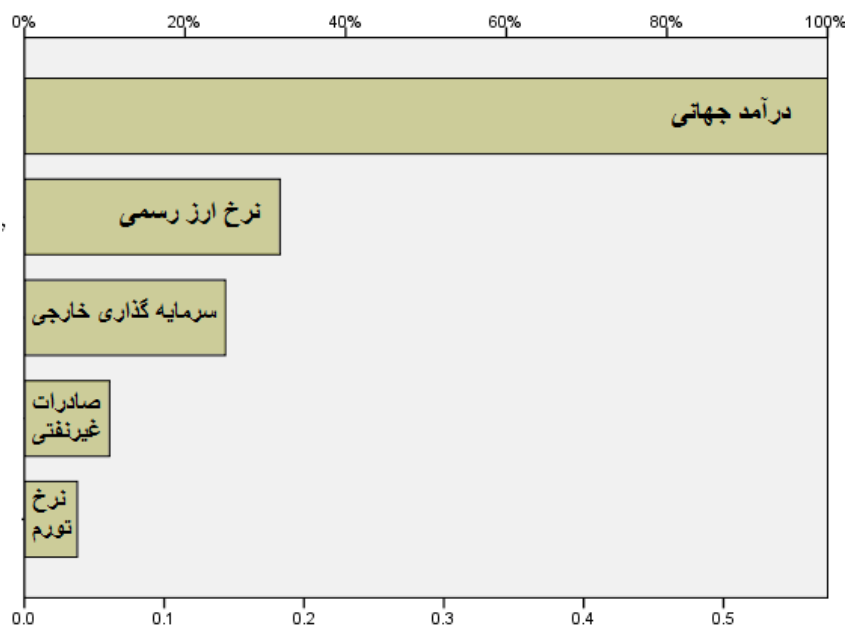 0% 20% 40% 60% 80% 100%
درآمد جهانی
نرخ ارز رسمی
,
سرمایه گذاری خارجی
صادرات
غیرنفتی
نرخ
تورم
0.0 0.1 0.2 0.3 0.4 0.5